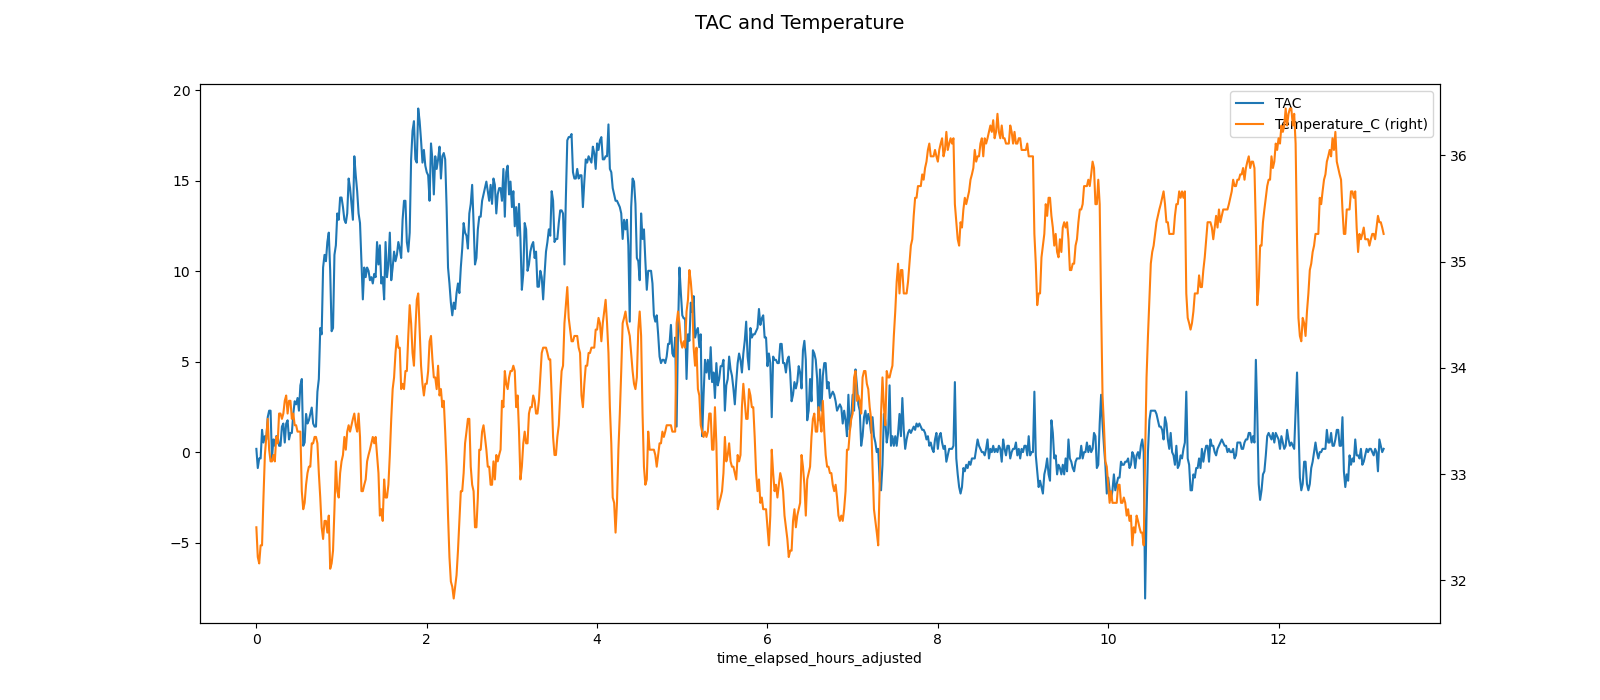 TAC and Temperature
TAC
Temperature_C (right)
20
15
10
5
0
−5
36
35
34
33
32
0 2 4 6 8 10 12
time_elapsed_hours_adjusted